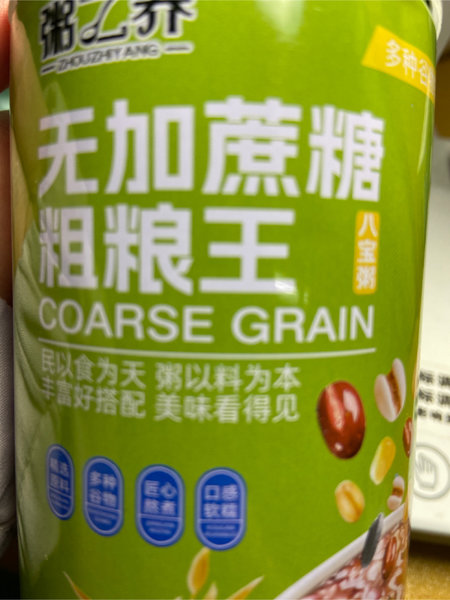 粥之养
ZHOUZHIYANG
多种谷
无加蔗糖
粗粮王
八宝粥
COARSE GRAIN
民以食为天 粥以料为本
丰富好搭配 美味看得见
精选
原料
多种
谷物
匠心
熬煮
口感
软糯